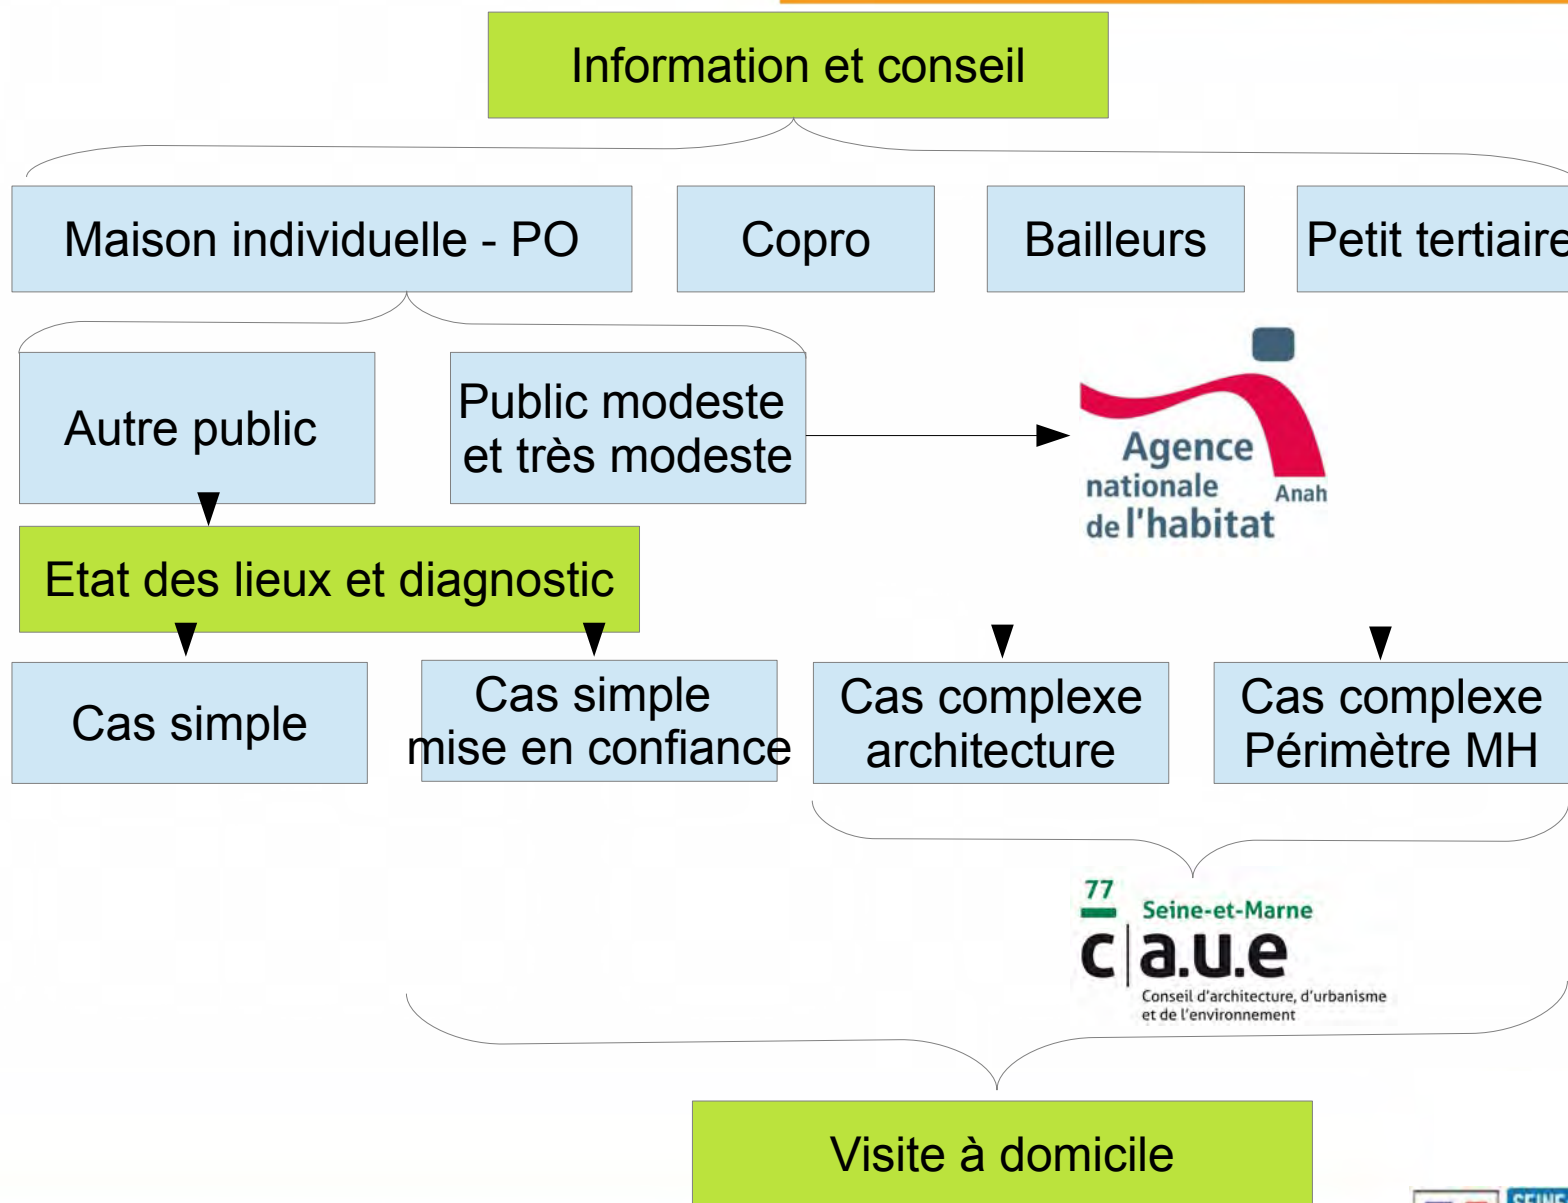 Information et conseil
Maison individuelle - PO
Copro
Bailleurs
Petit tertiaire
Autre public
Public modeste
et très modeste
Agence
nationale
de l'habitat
Anah
Etat des lieux et diagnostic
Cas simple
Cas simple
mise en confiance
Cas complexe
architecture
Cas complexe
Périmètre MH
77
Seine-et-Marne
c a.u.e
Conseil d'architecture, d'urbanisme
et de l'environnement
Visite à domicile